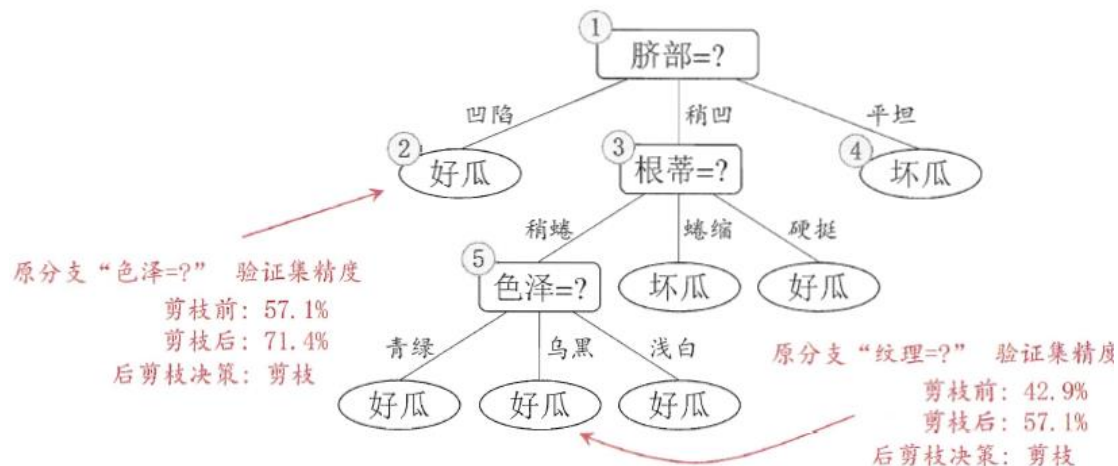 ①
脐部=?
凹陷
稍凹
平坦
②
好瓜
③
根蒂=?
④
坏瓜
稍蜷
蜷缩
硬挺
原分支“色泽=?” 验证集精度
剪枝前: 57.1%
剪枝后: 71.4%
后剪枝决策: 剪枝
⑤
色泽=?
坏瓜
好瓜
青绿
乌黑
浅白
好瓜
好瓜
好瓜
原分支“纹理=?” 验证集精度
剪枝前: 42.9%
剪枝后: 57.1%
后剪枝决策: 剪枝